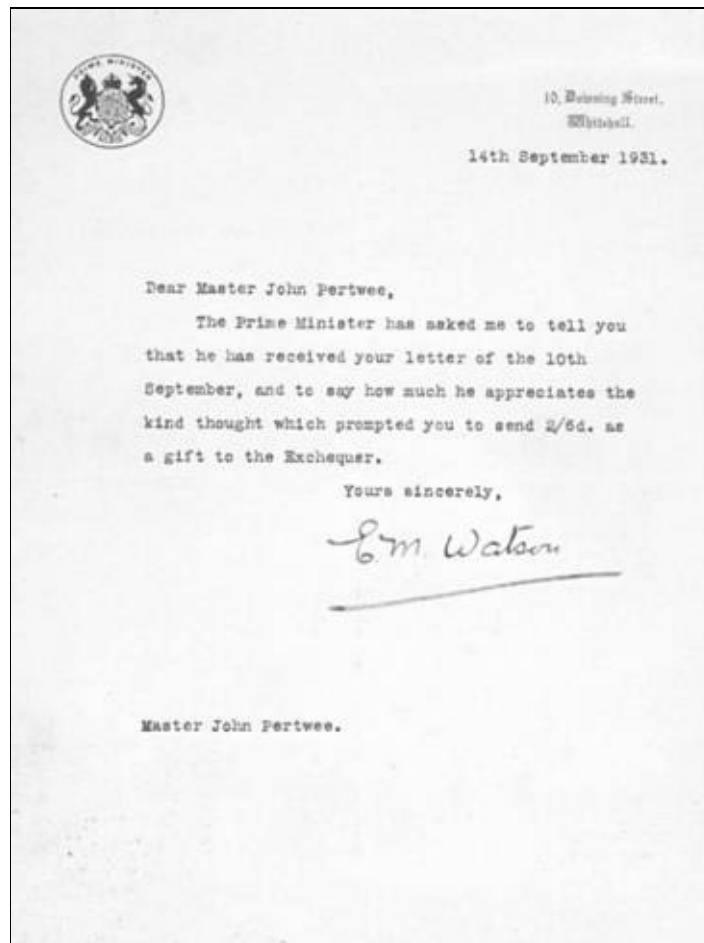 PRIME MINISTER
10, Downing Street,
Whitehall.
14th September 1931.
Dear Master John Pertwee,
The Prime Minister has asked me to tell you
that he has received your letter of the 10th
September, and to say how much he appreciates the
kind thought which prompted you to send 2/6d. as
a gift to the Exchequer.
Yours sincerely,
E.M. Watson
Master John Pertwee.